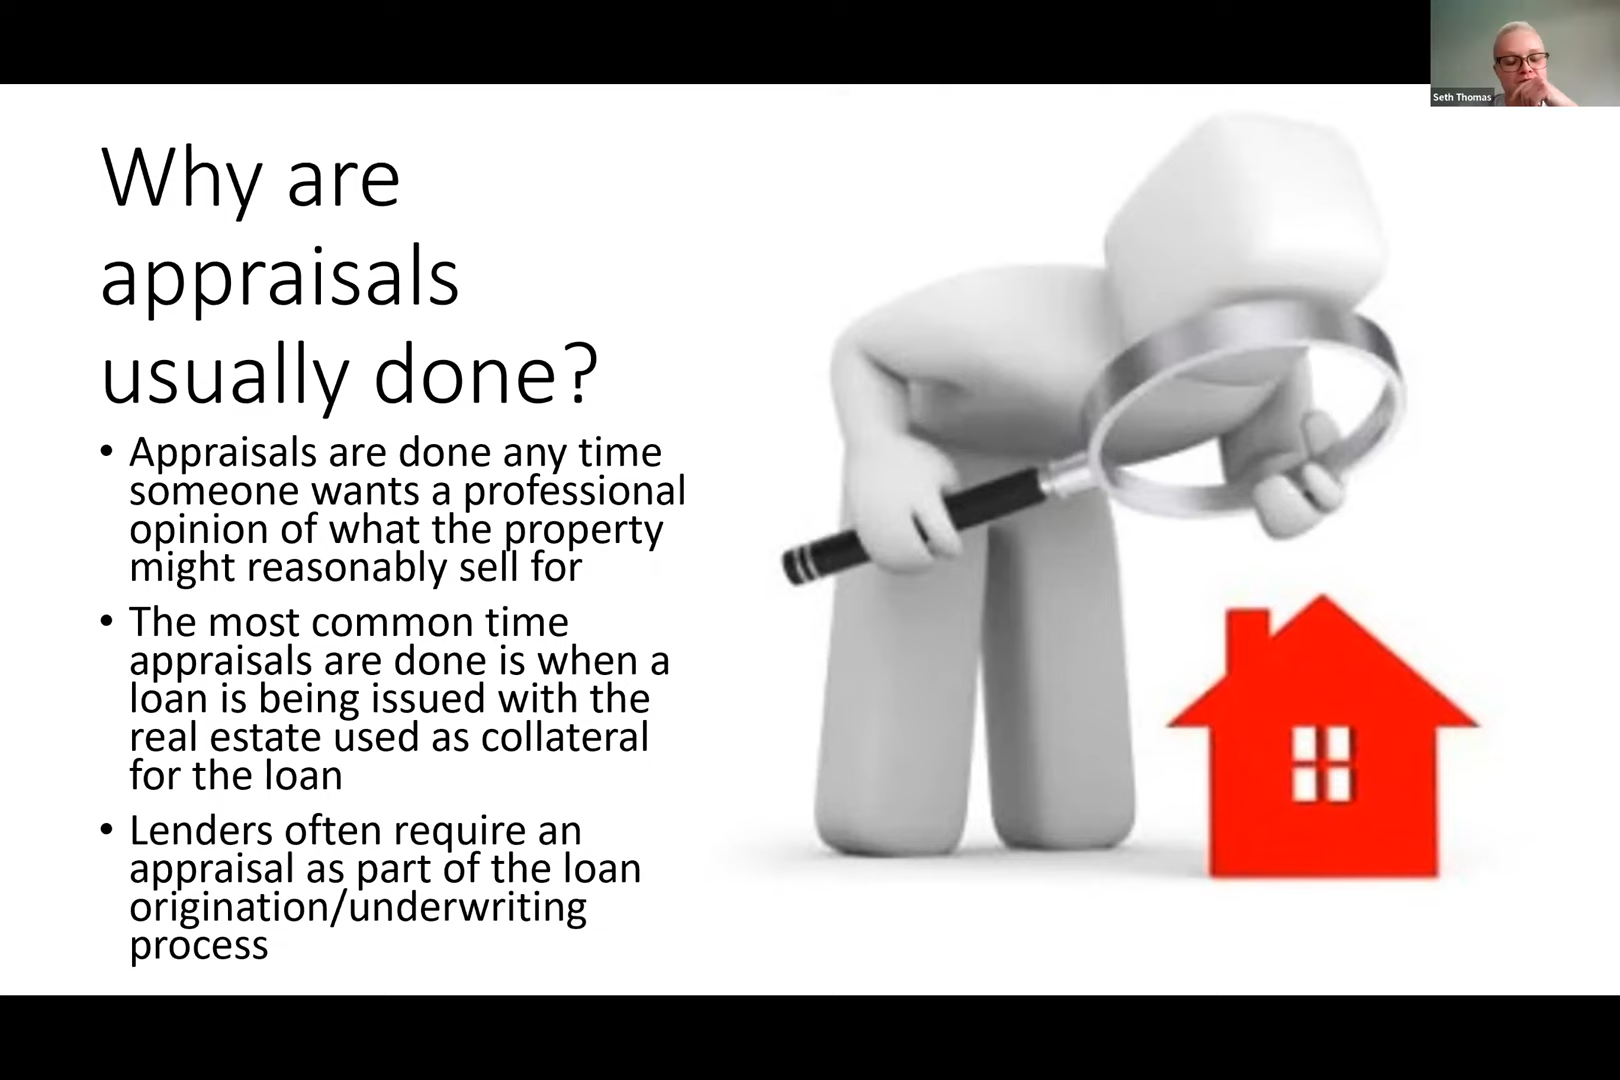 Seth Thomas
Why are
appraisals
usually done?
• Appraisals are done any time
someone wants a professional
opinion of what the property
might reasonably sell for
• The most common time
appraisals are done is when a
loan is being issued with the
real estate used as collateral
for the loan
• Lenders often require an
appraisal as part of the loan
origination/underwriting
process